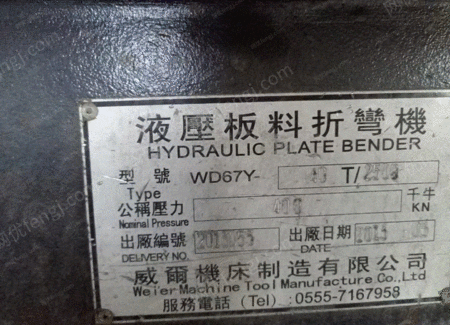 液壓板料折彎機
HYDRAULIC PLATE BENDER
型號 WD67Y- T/
Type
公稱壓力 千牛
Nominal Pressure KN
出廠編號 出廠日期
DELIVERY NO. DATE
威爾機床制造有限公司
Weier Machine Tool Manufacture Co.,Ltd
服務電話（Tel）:0555-7167958